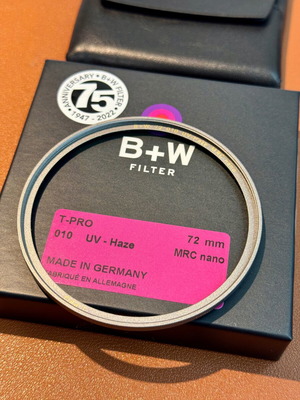 75
ANNIVERSARY • B+W FILTER •
• 1947 - 2022 •
B+W
FILTER
T-PRO 72 mm
010 UV - Haze MRC nano
MADE IN GERMANY
FABRIQUÉ EN ALLEMAGNE